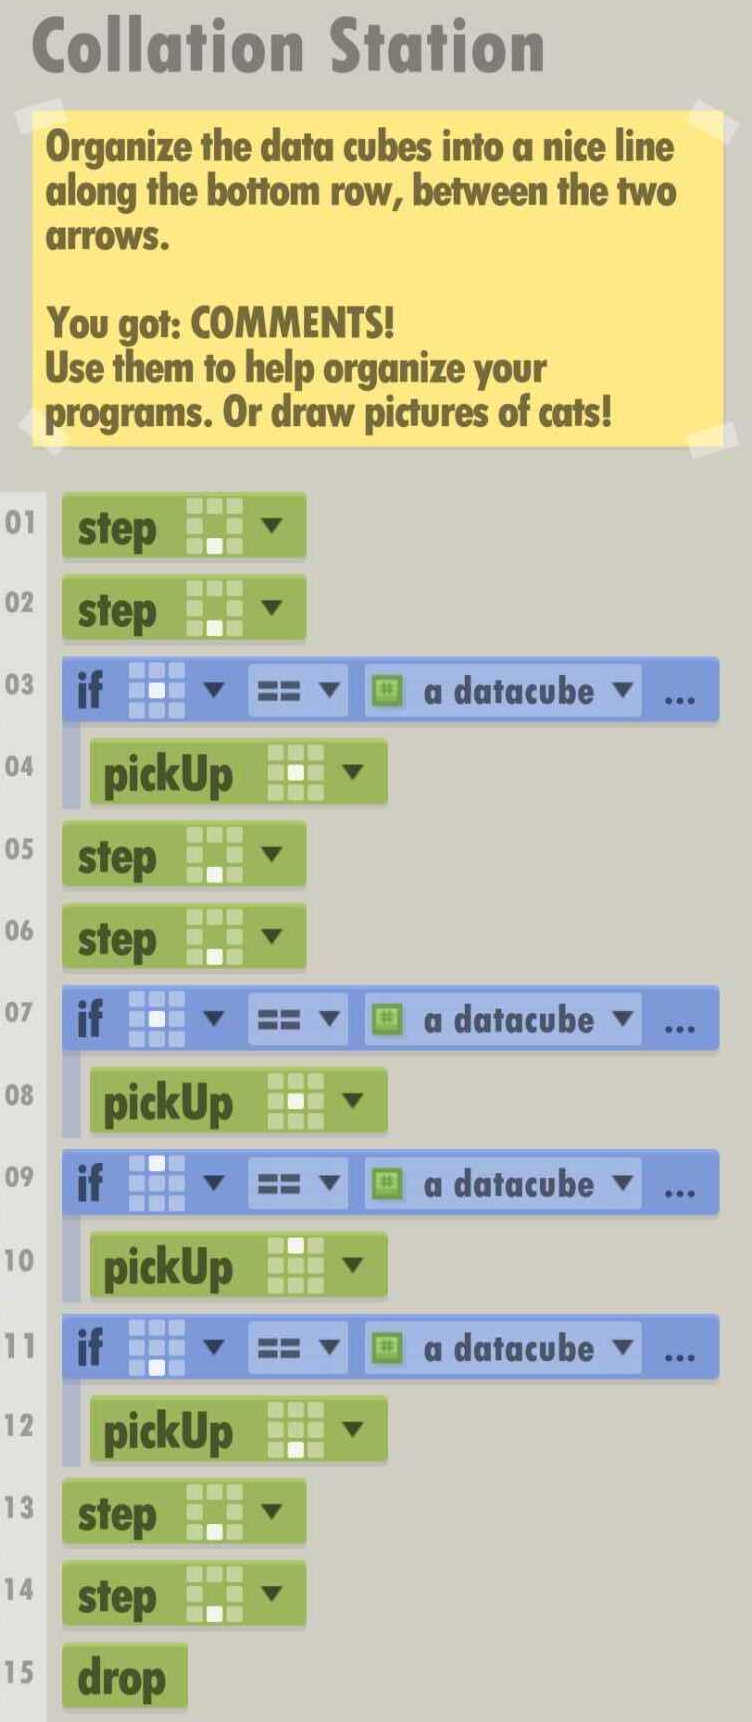 Collation Station
Organize the data cubes into a nice line
along the bottom row, between the two
arrows.
You got: COMMENTS!
Use them to help organize your
programs. Or draw pictures of cats!
01 step
02 step
03 if == a datacube ...
04 pickUp
05 step
06 step
07 if == a datacube ...
08 pickUp
09 if == a datacube ...
10 pickUp
11 if == a datacube ...
12 pickUp
13 step
14 step
15 drop